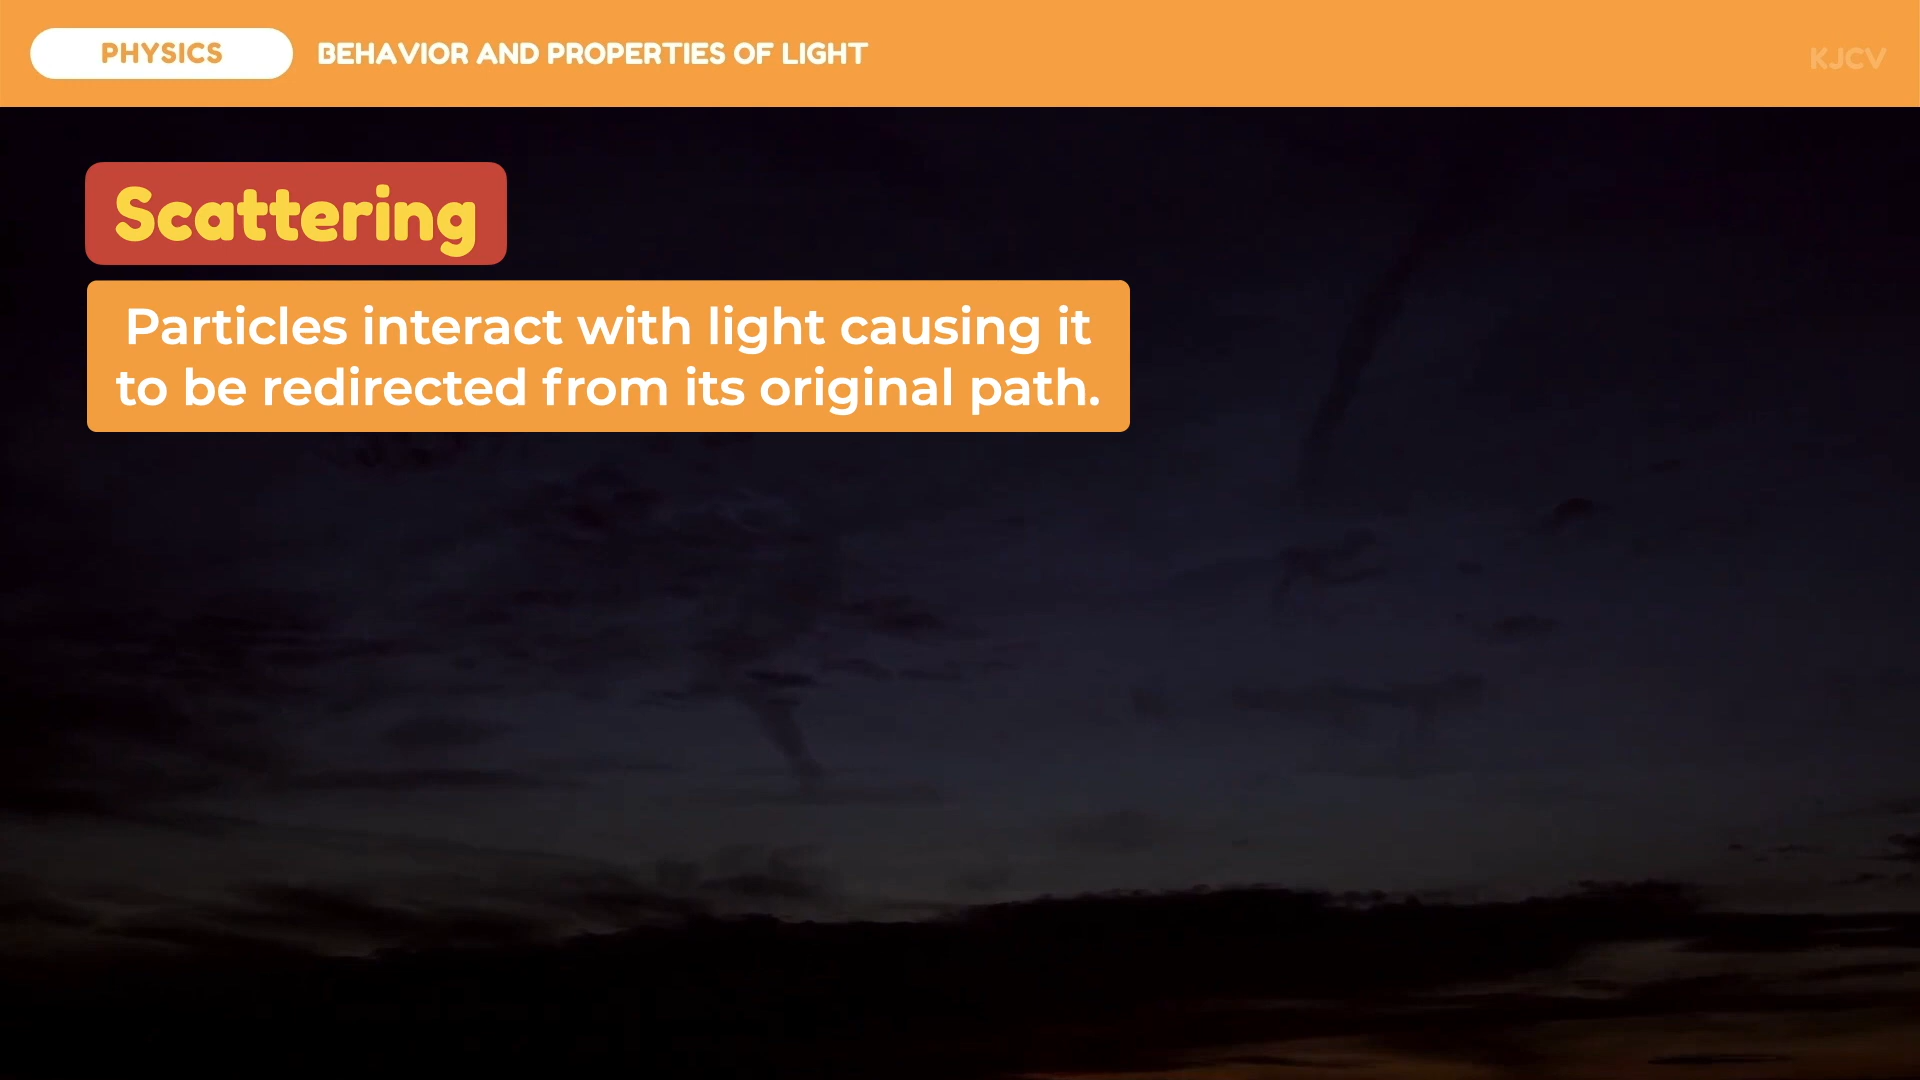 PHYSICS
BEHAVIOR AND PROPERTIES OF LIGHT
KJCV
Scattering
Particles interact with light causing it
to be redirected from its original path.